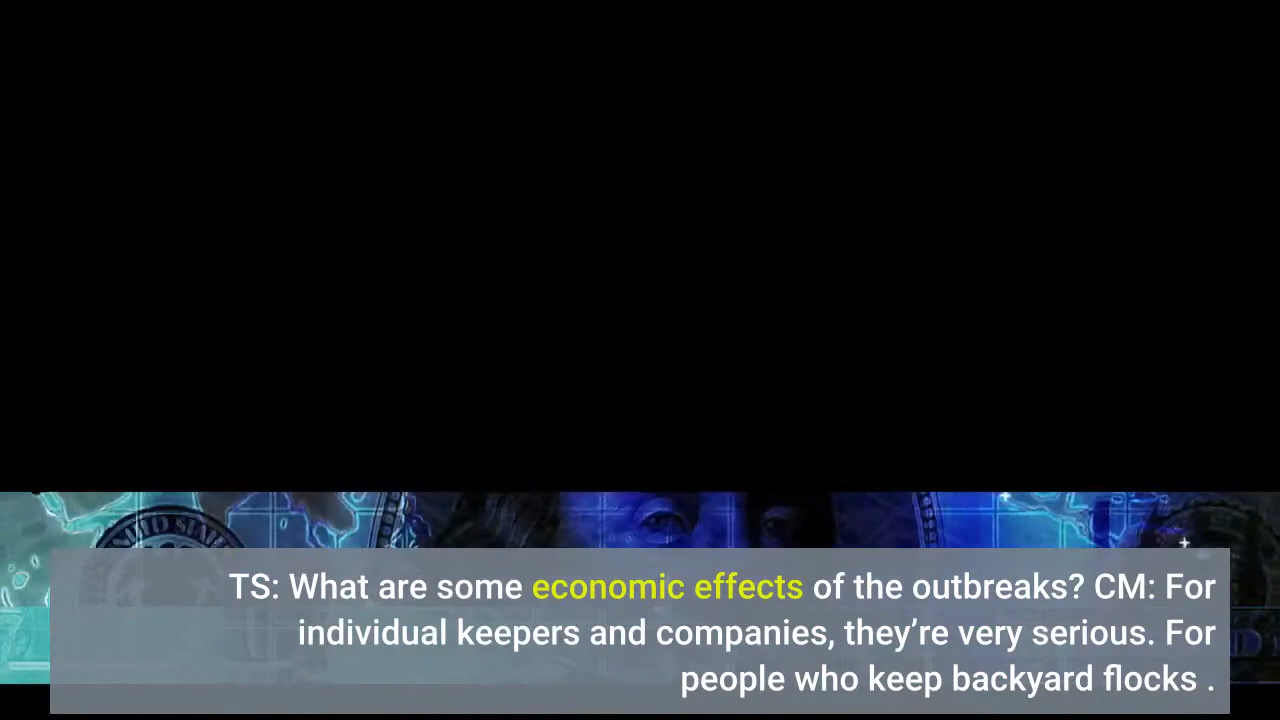 TS: What are some economic effects of the outbreaks? CM: For
individual keepers and companies, they’re very serious. For
people who keep backyard flocks .